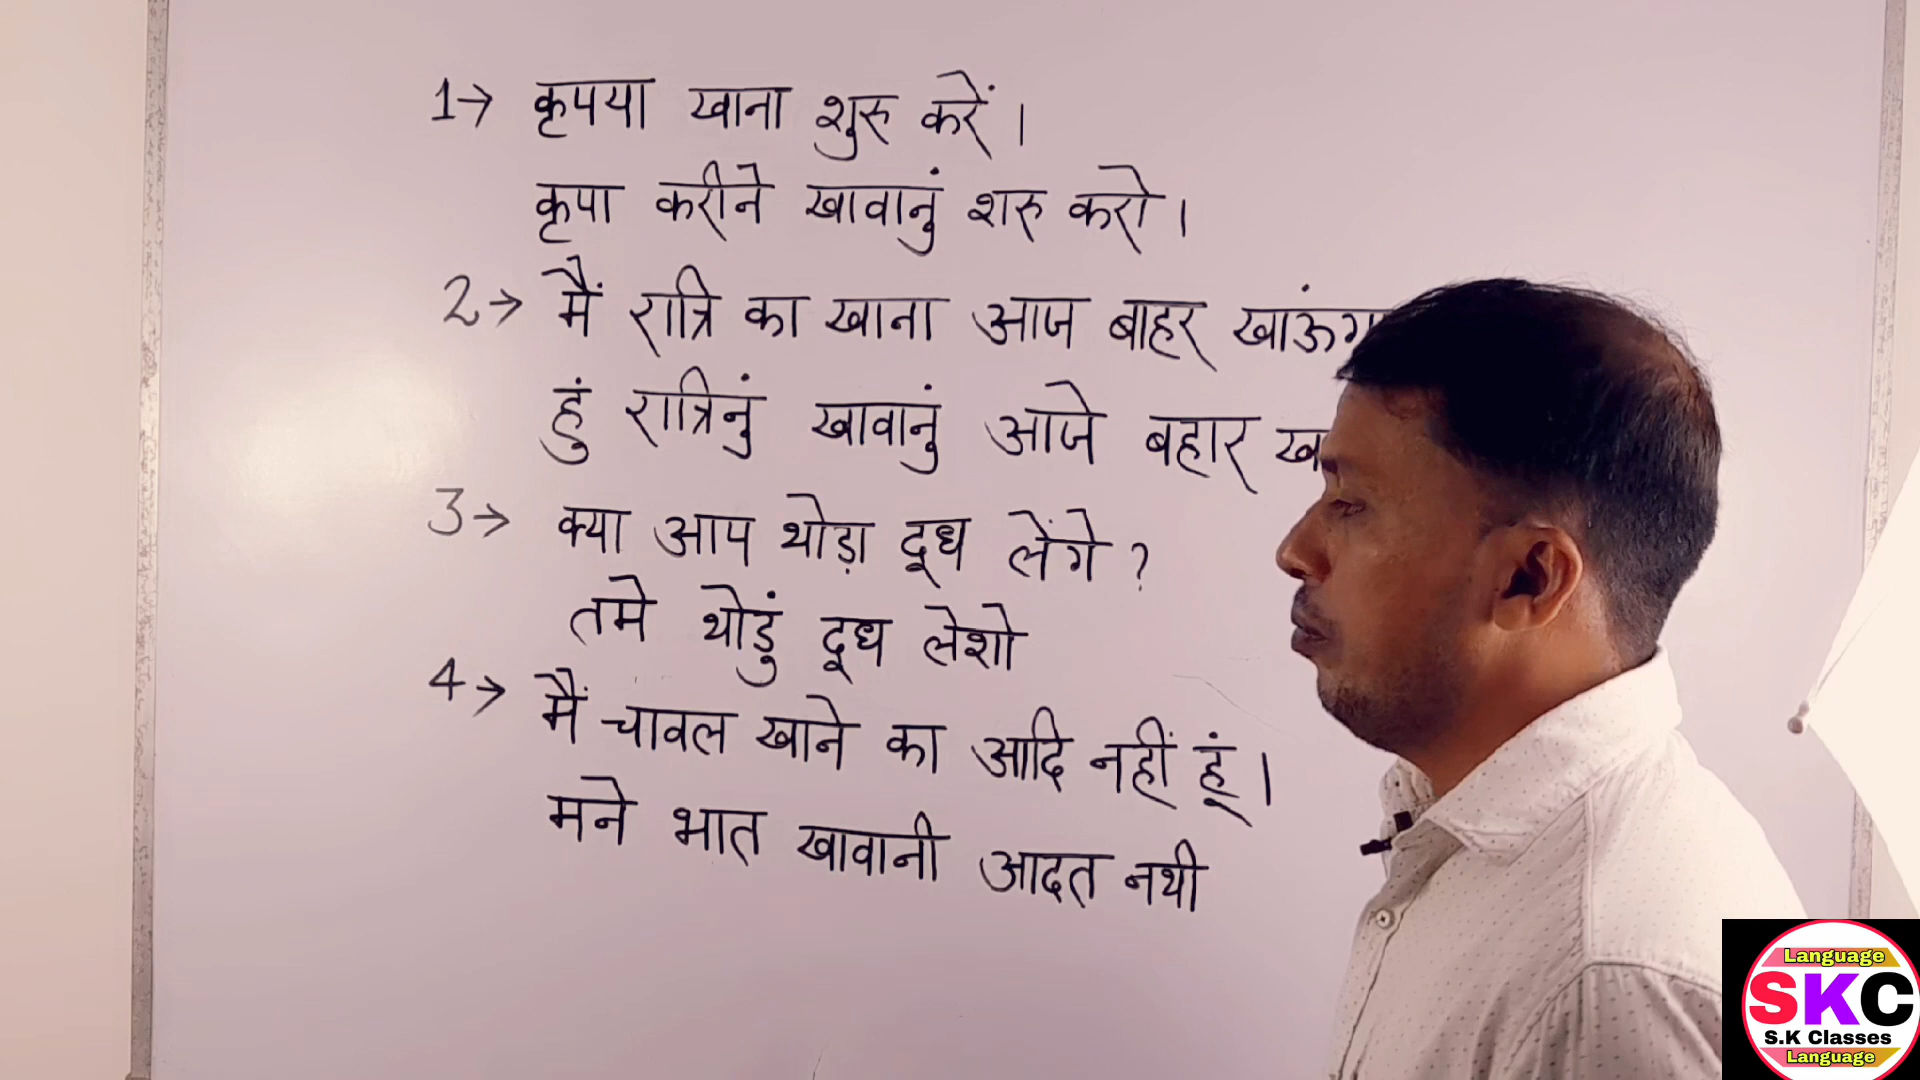 1→ कृपया खाना शुरु करें।
कृपा करीने खावानुं शरु करो।
2→ मैं रात्रि का खाना आज बाहर
हुं रात्रिनुं खावानुं आजे बहार
3→ क्या आप थोड़ा दूध लेंगे?
तमे थोडुं दूध लेशो
4→ मैं चावल खाने का आदि नहीं हूं।
मने भात खावानी आदत नथी
Language
SKC
S.K Classes
Language